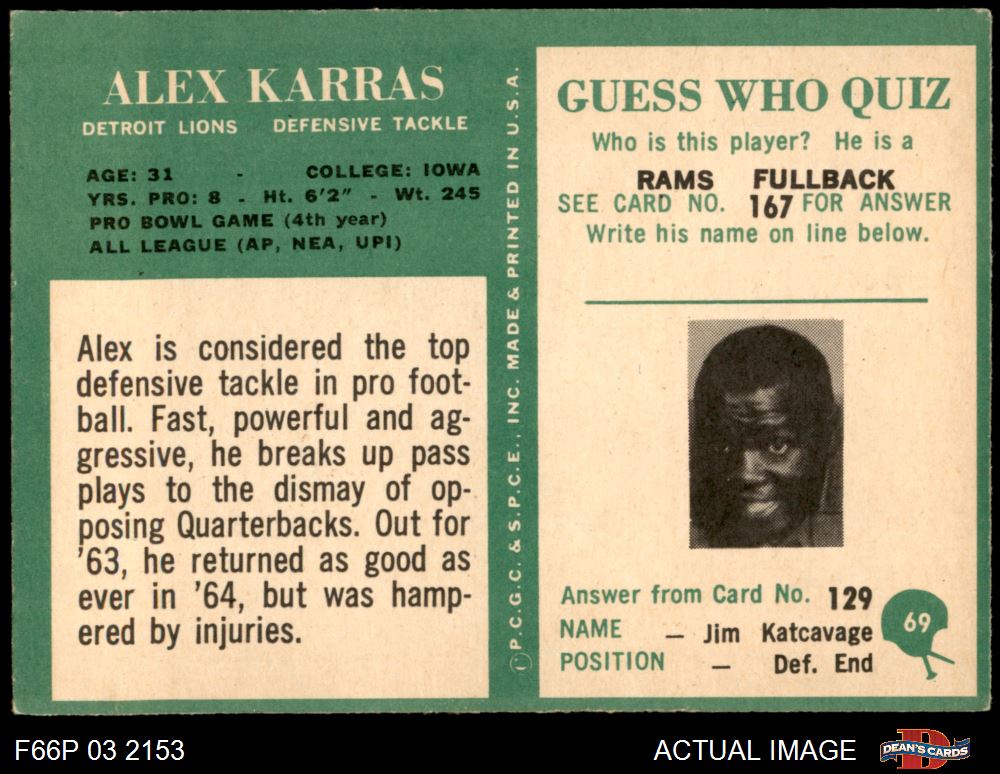 ALEX KARRAS
DETROIT LIONS DEFENSIVE TACKLE
AGE: 31 - COLLEGE: IOWA
YRS. PRO: 8 - Ht. 6'2" - Wt. 245
PRO BOWL GAME (4th year)
ALL LEAGUE (AP, NEA, UPI)
Alex is considered the top
defensive tackle in pro foot-
ball. Fast, powerful and ag-
gressive, he breaks up pass
plays to the dismay of op-
posing Quarterbacks. Out for
'63, he returned as good as
ever in '64, but was hamp-
ered by injuries.
Ⓒ P.C.G.C. & S.P.C.E., INC. MADE & PRINTED IN U.S.A.
GUESS WHO QUIZ
Who is this player? He is a
RAMS FULLBACK
SEE CARD NO. 167 FOR ANSWER
Write his name on line below.
Answer from Card No. 129
NAME – Jim Katcavage
POSITION – Def. End
69
F66P 03 2153
ACTUAL IMAGE
D
DEAN'S CARDS